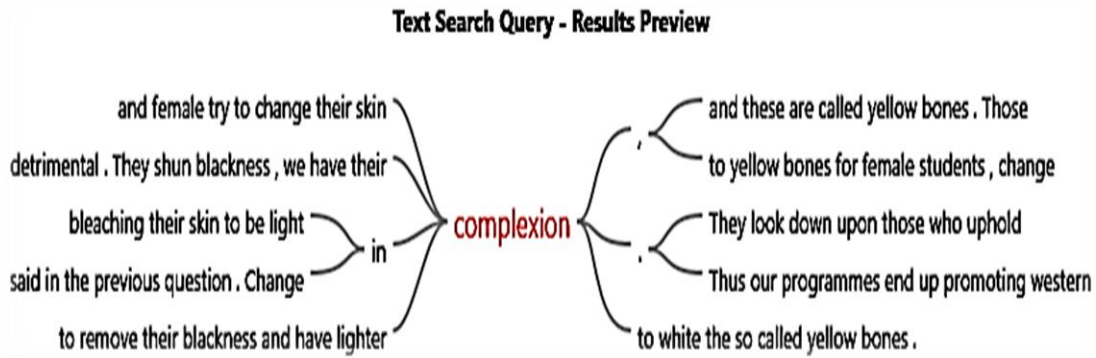 Text Search Query - Results Preview
and female try to change their skin
detrimental . They shun blackness , we have their
bleaching their skin to be light
said in the previous question . Change
in
to remove their blackness and have lighter
complexion
,
and these are called yellow bones . Those
to yellow bones for female students , change
.
They look down upon those who uphold
Thus our programmes end up promoting western
to white the so called yellow bones .